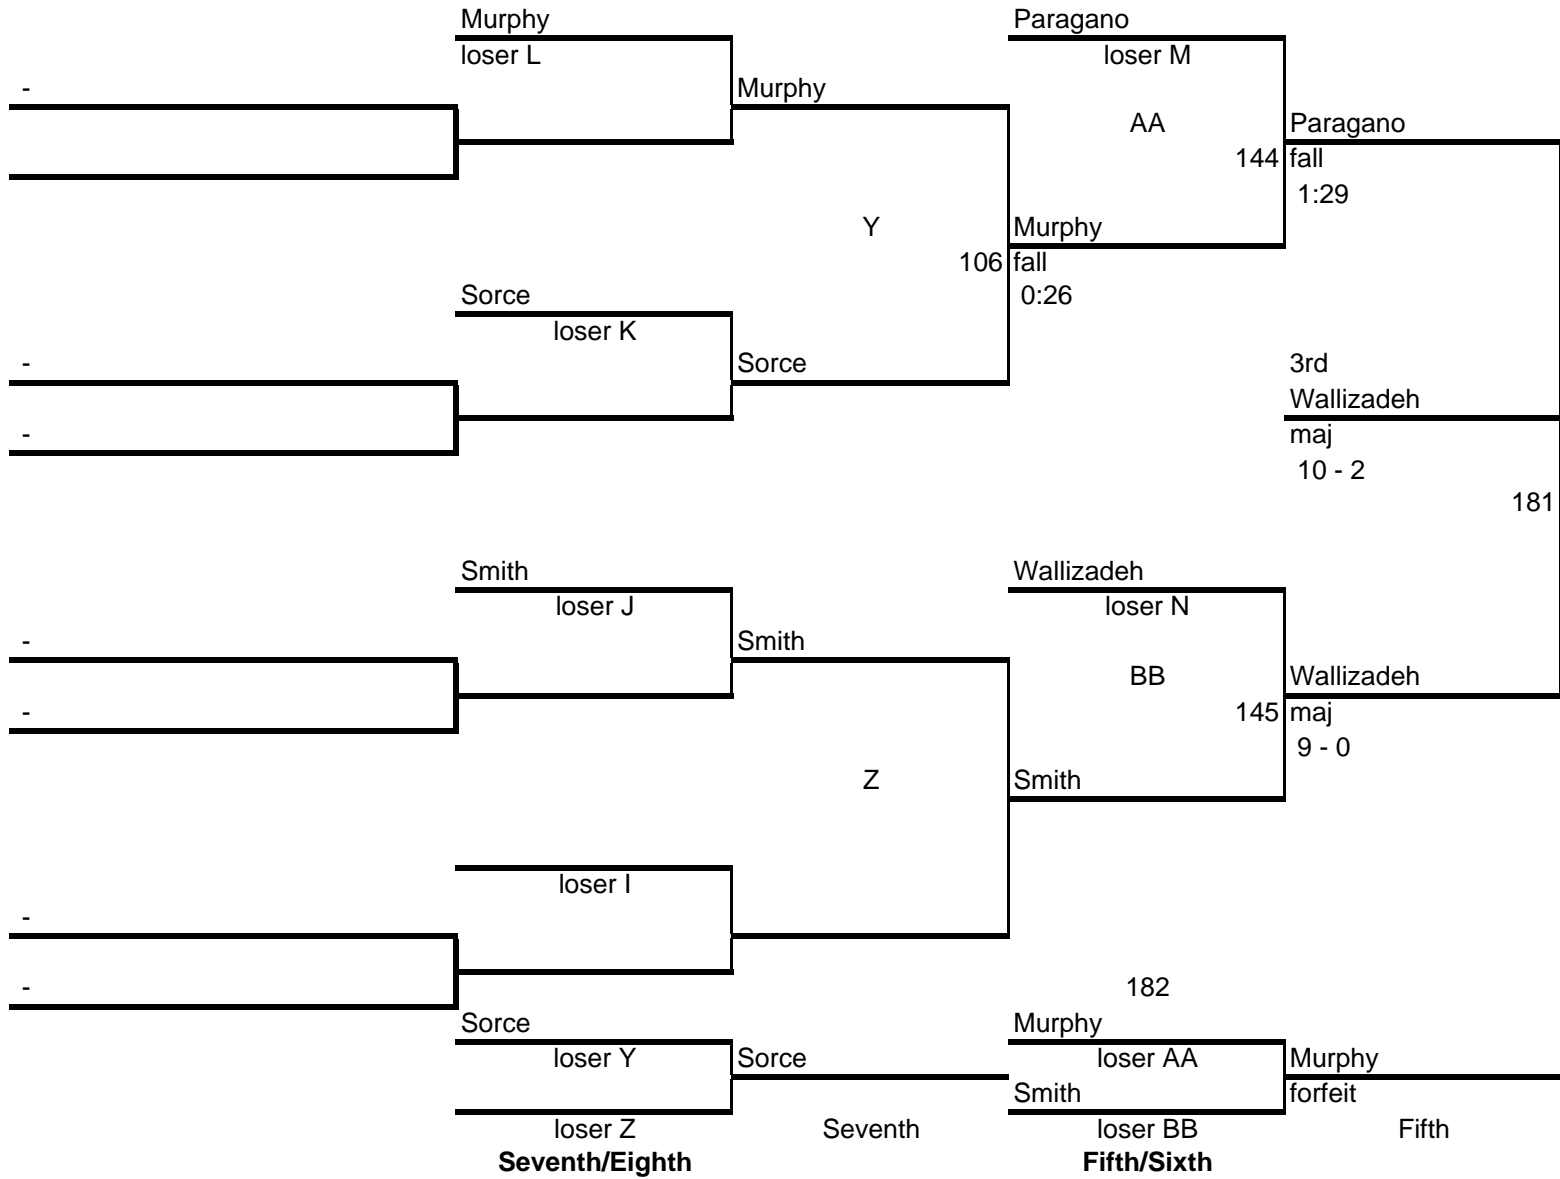 Murphy Paragano
loser L loser M
- Murphy
AA Paragano
144 fall
1:29
Y Murphy
106 fall
Sorce 0:26
loser K
- Sorce 3rd
Wallizadeh
- maj
10 - 2
181
Smith Wallizadeh
loser J loser N
- Smith
BB Wallizadeh
- 145 maj
9 - 0
Z Smith
loser I
-
- 182
Sorce Murphy
loser Y Sorce loser AA Murphy
Smith forfeit
loser Z Seventh loser BB Fifth
Seventh/Eighth Fifth/Sixth